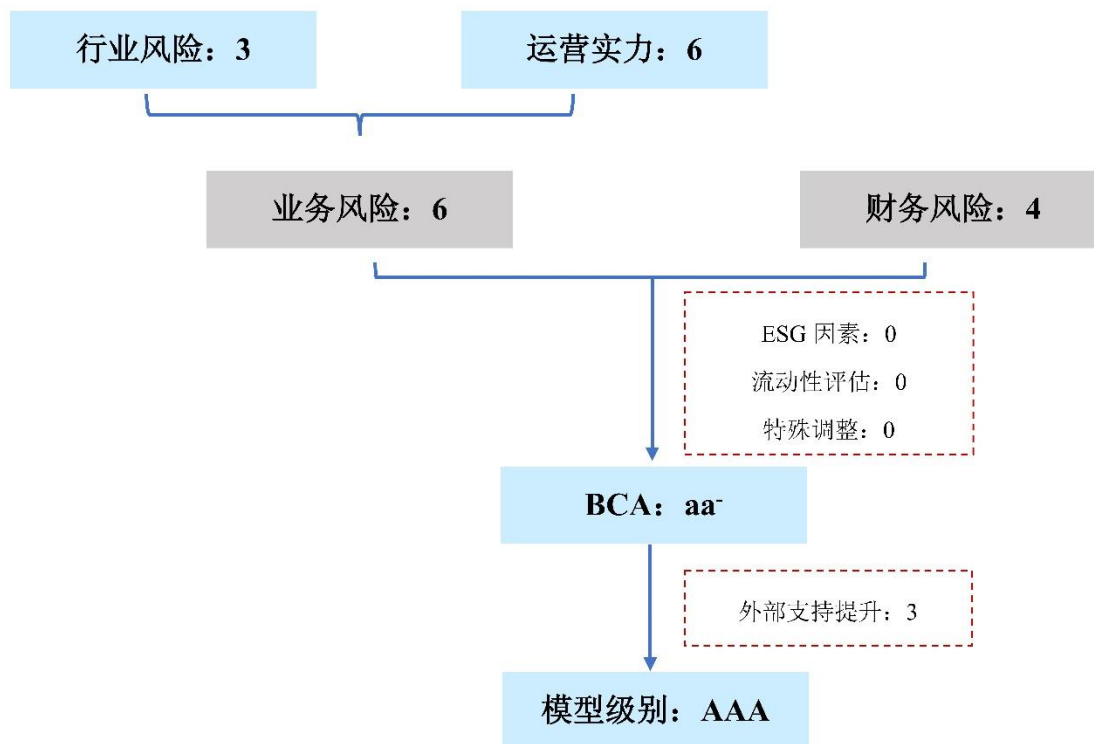 行业风险：3
运营实力：6
业务风险：6
财务风险：4
ESG 因素：0
流动性评估：0
特殊调整：0
BCA：aa-
外部支持提升：3
模型级别：AAA